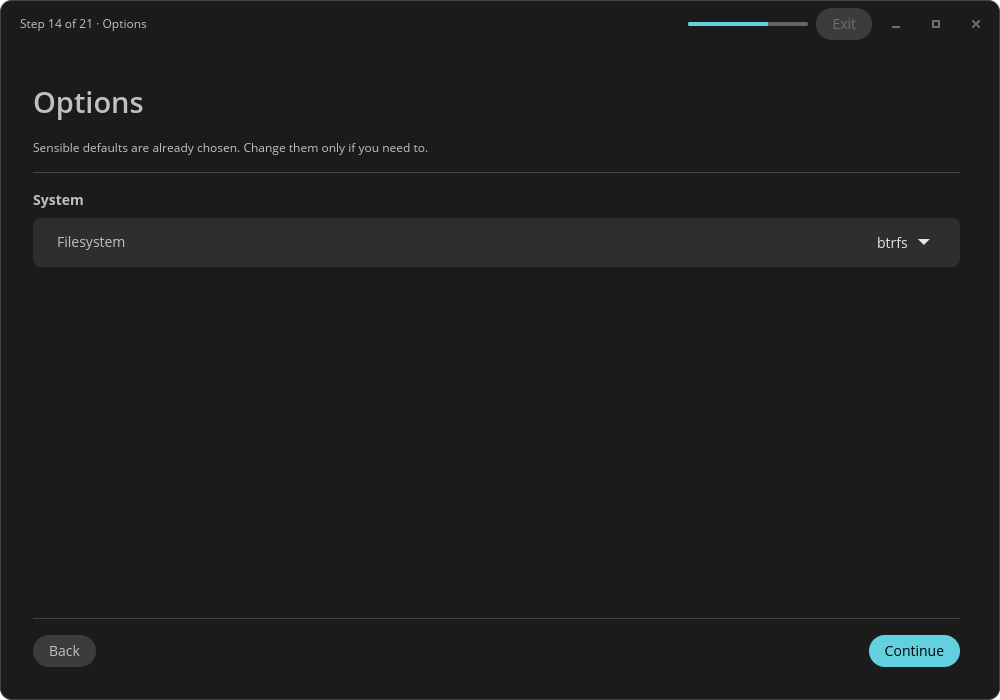 Step 14 of 21 · Options
Exit
Options
Sensible defaults are already chosen. Change them only if you need to.
System
Filesystem
btrfs
Back
Continue